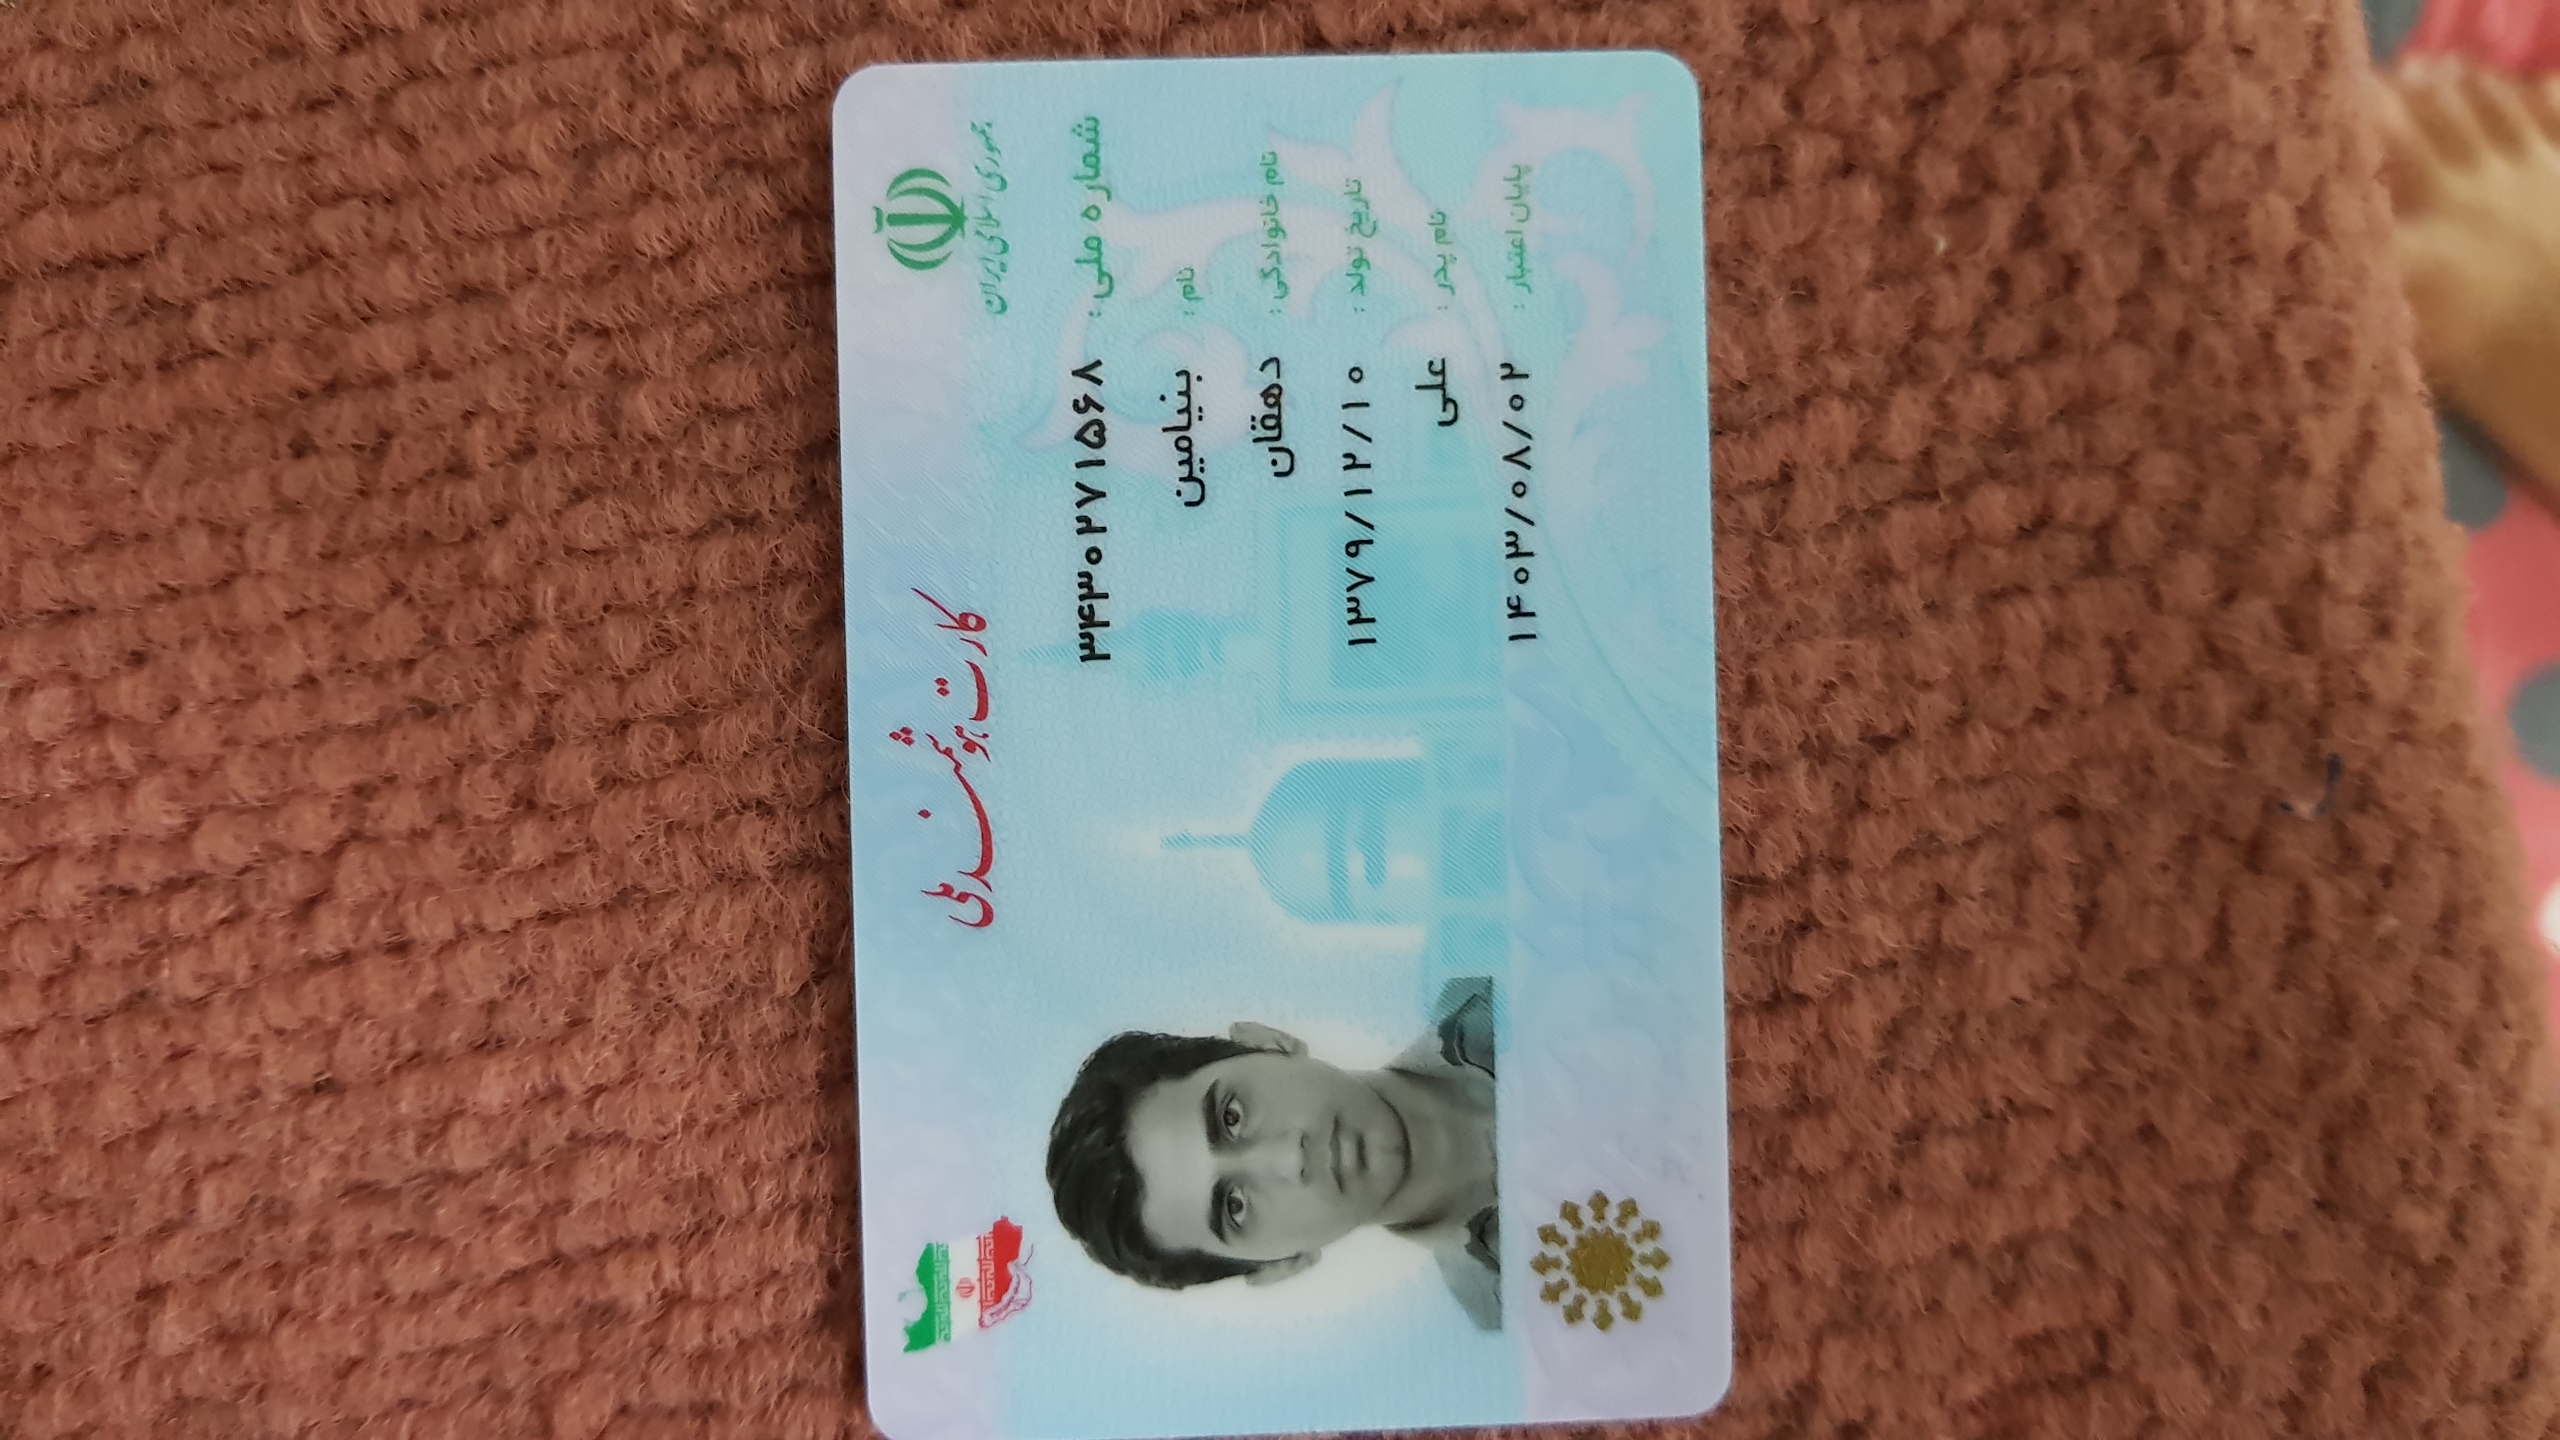 جمهوری اسلامی ایران
کارت هوشمند ملی
شماره ملی : ۳۴۳۰۲۷۱۵۶۸
نام : بنیامین
نام خانوادگی : دهقان
تاریخ تولد : ۱۳۷۹/۱۲/۱۰
نام پدر : علی
پایان اعتبار : ۱۴۰۳/۰۸/۰۲